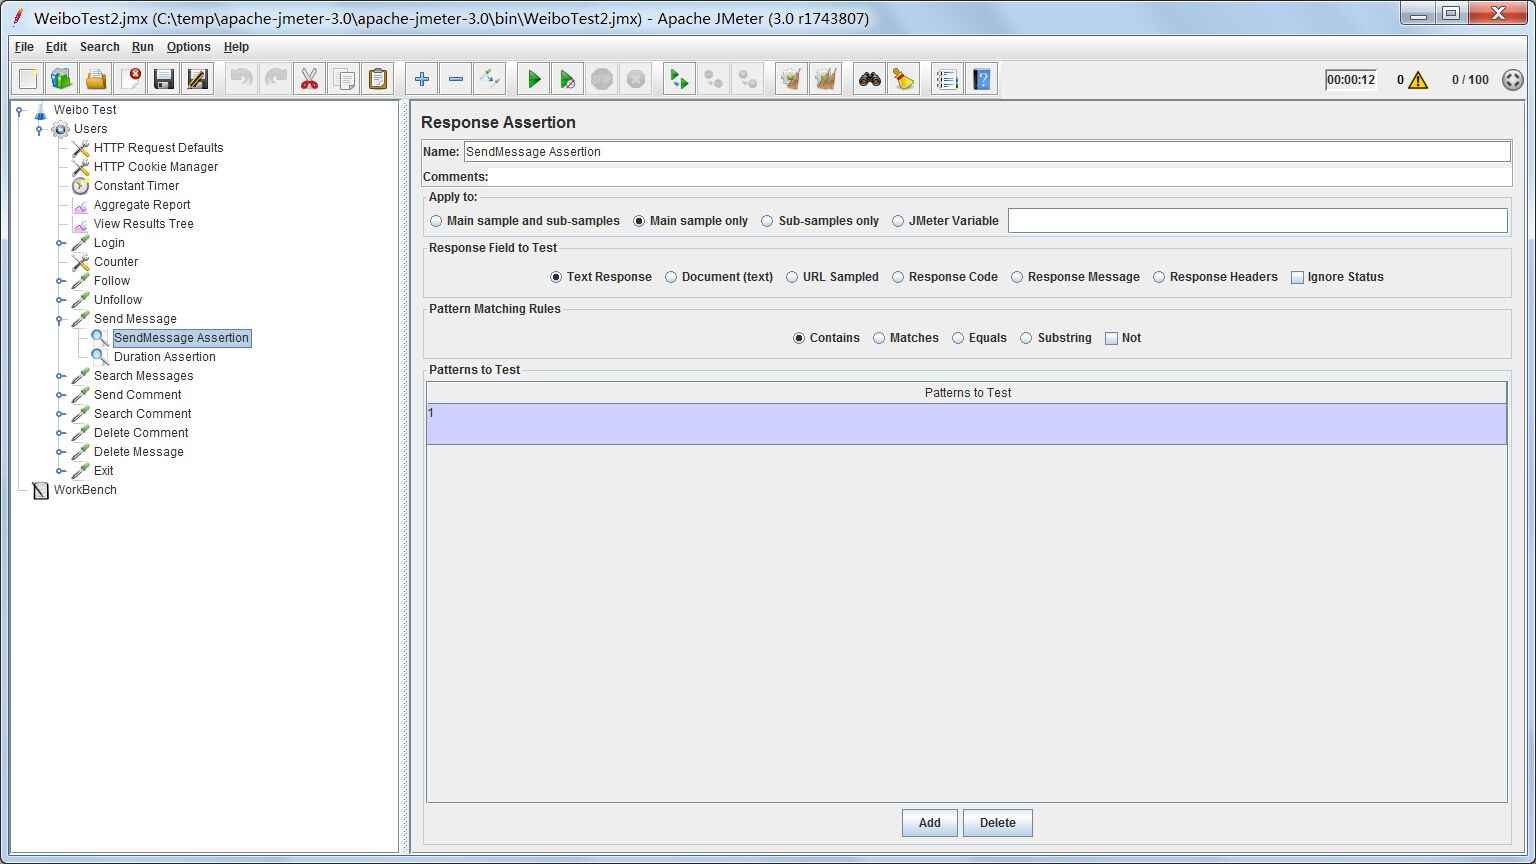 WeiboTest2.jmx (C:\temp\apache-jmeter-3.0\apache-jmeter-3.0\bin\WeiboTest2.jmx) - Apache JMeter (3.0 r1743807)
File Edit Search Run Options Help
00:00:12 0 0 / 100
Weibo Test
Users
HTTP Request Defaults
HTTP Cookie Manager
Constant Timer
Aggregate Report
View Results Tree
Login
Counter
Follow
Unfollow
Send Message
SendMessage Assertion
Duration Assertion
Search Messages
Send Comment
Search Comment
Delete Comment
Delete Message
Exit
WorkBench
Response Assertion
Name: SendMessage Assertion
Comments:
Apply to:
Main sample and sub-samples Main sample only Sub-samples only JMeter Variable
Response Field to Test
Text Response Document (text) URL Sampled Response Code Response Message Response Headers Ignore Status
Pattern Matching Rules
Contains Matches Equals Substring Not
Patterns to Test
Patterns to Test
1
Add Delete